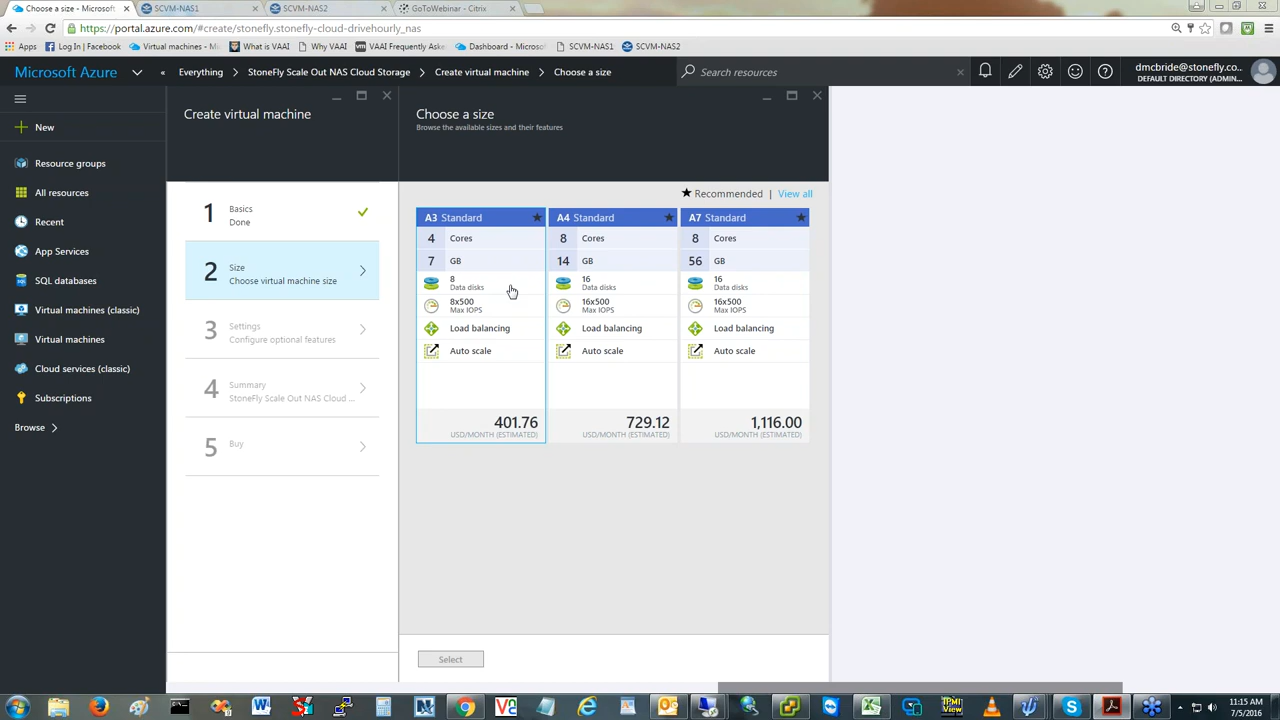 Choose a size - Microsoft
SCVM-NAS1
SCVM-NAS2
GoToWebinar - Citrix
https://portal.azure.com/#create/stonefly.stonefly-cloud-drivehourly_nas
Apps
Log In | Facebook
Virtual machines - Micr
What is VAAI
Why VAAI
VAAI Frequently Aske
Dashboard - Microsof
SCVM-NAS1
SCVM-NAS2
Microsoft Azure
«
Everything
StoneFly Scale Out NAS Cloud Storage
Create virtual machine
Choose a size
Search resources
dmcbride@stonefly.co...
DEFAULT DIRECTORY (ADMIN...
New
Resource groups
All resources
Recent
App Services
SQL databases
Virtual machines (classic)
Virtual machines
Cloud services (classic)
Subscriptions
Browse
Create virtual machine
1
Basics
Done
2
Size
Choose virtual machine size
3
Settings
Configure optional features
4
Summary
StoneFly Scale Out NAS Cloud ...
5
Buy
Choose a size
Browse the available sizes and their features
Recommended | View all
A3 Standard
4 Cores
7 GB
8
Data disks
8x500
Max IOPS
Load balancing
Auto scale
401.76
USD/MONTH (ESTIMATED)
A4 Standard
8 Cores
14 GB
16
Data disks
16x500
Max IOPS
Load balancing
Auto scale
729.12
USD/MONTH (ESTIMATED)
A7 Standard
8 Cores
56 GB
16
Data disks
16x500
Max IOPS
Load balancing
Auto scale
1,116.00
USD/MONTH (ESTIMATED)
Select
11:15 AM
7/5/2016